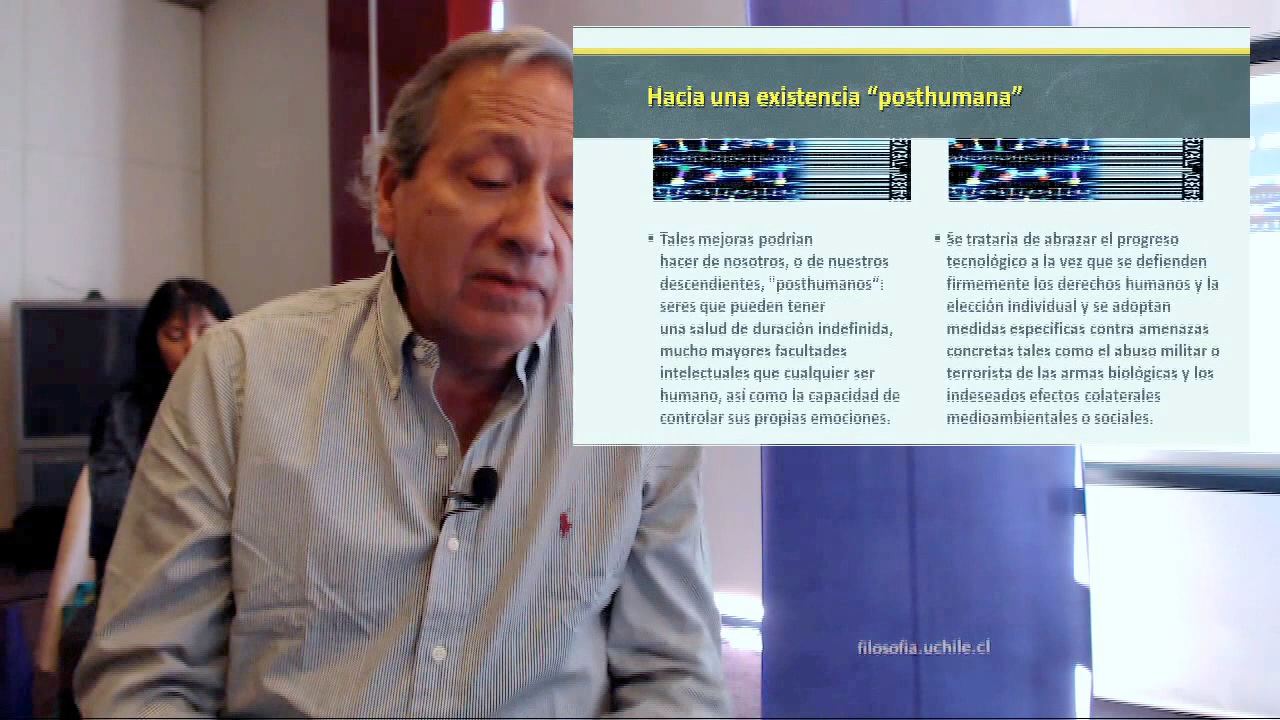 Hacia una existencia “posthumana”
▪ Tales mejoras podrían
hacer de nosotros, o de nuestros
descendientes, "posthumanos":
seres que pueden tener
una salud de duración indefinida,
mucho mayores facultades
intelectuales que cualquier ser
humano, así como la capacidad de
controlar sus propias emociones.
▪ Se trataría de abrazar el progreso
tecnológico a la vez que se defienden
firmemente los derechos humanos y la
elección individual y se adoptan
medidas específicas contra amenazas
concretas tales como el abuso militar o
terrorista de las armas biológicas y los
indeseados efectos colaterales
medioambientales o sociales.
filosofia.uchile.cl